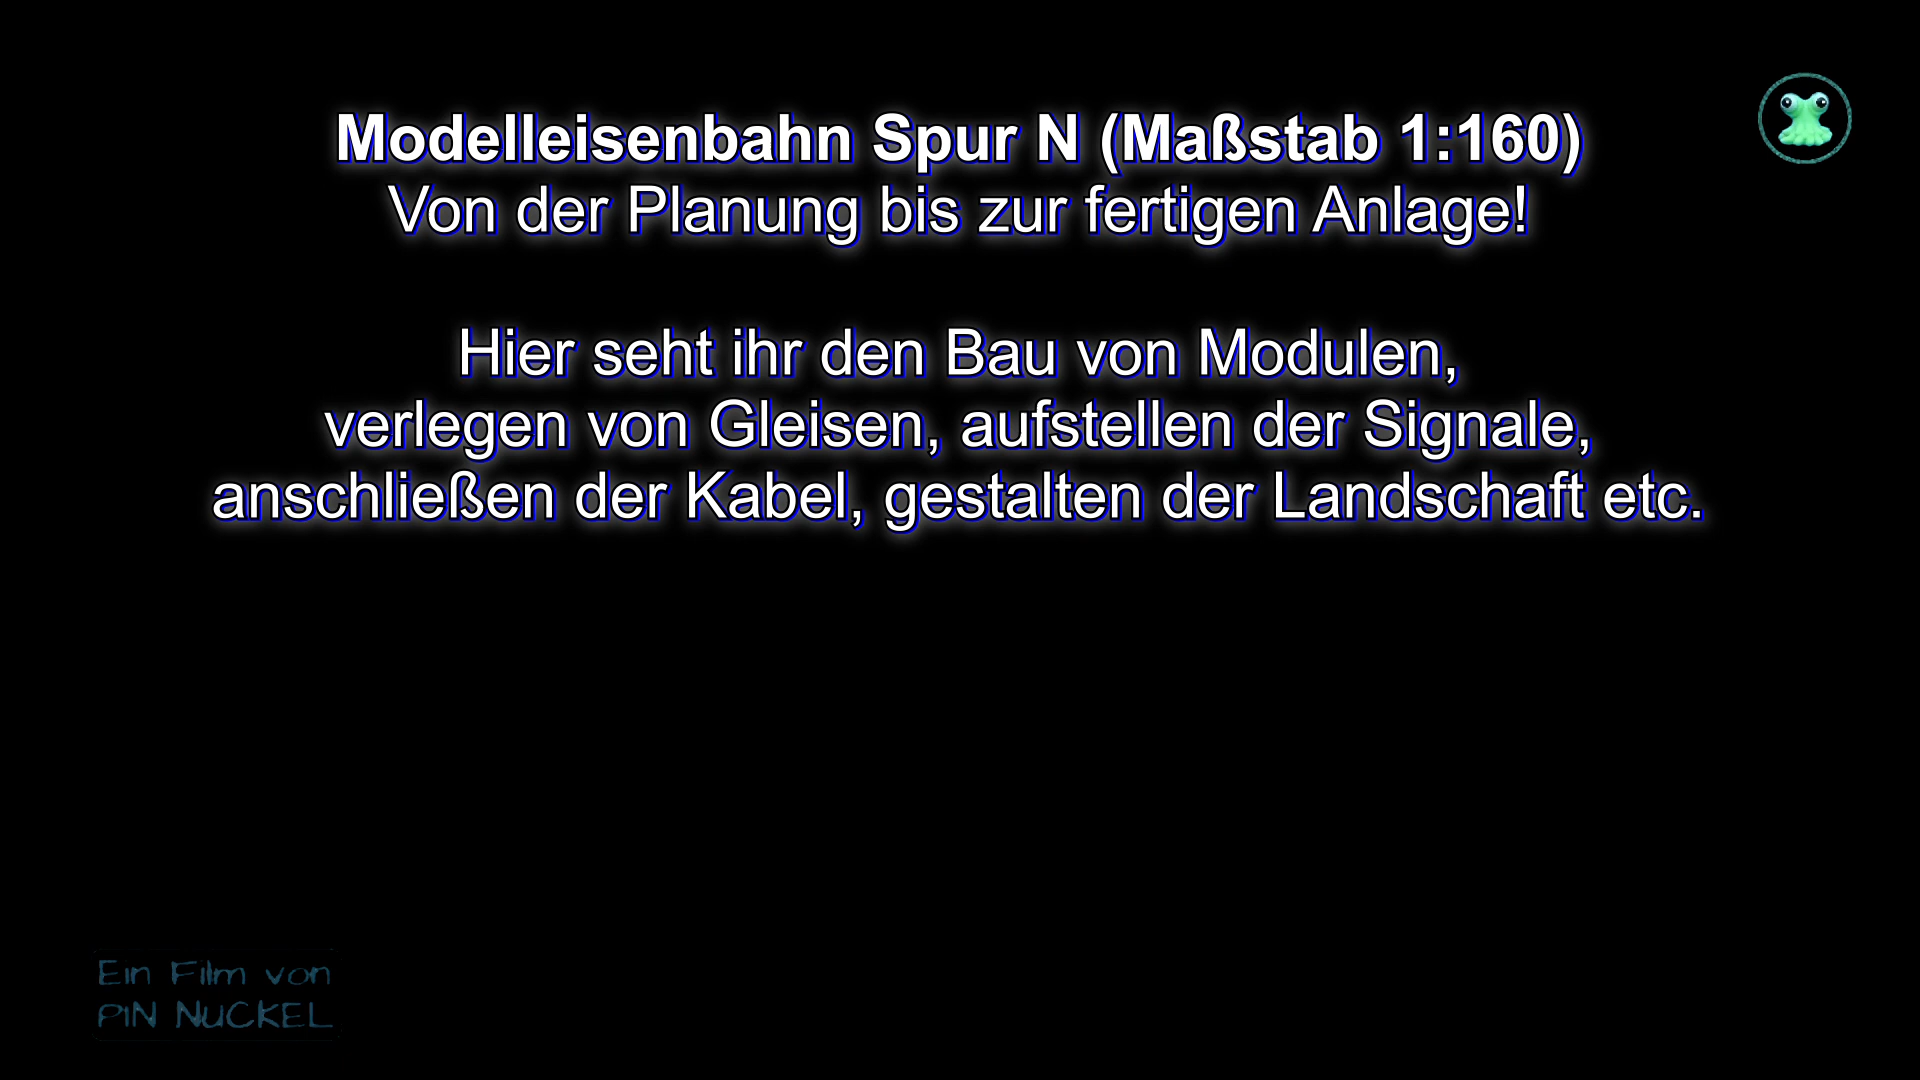 Modelleisenbahn Spur N (Maßstab 1:160)
Von der Planung bis zur fertigen Anlage!
Hier seht ihr den Bau von Modulen,
verlegen von Gleisen, aufstellen der Signale,
anschließen der Kabel, gestalten der Landschaft etc.
Ein Film von
PiN NUCKEL